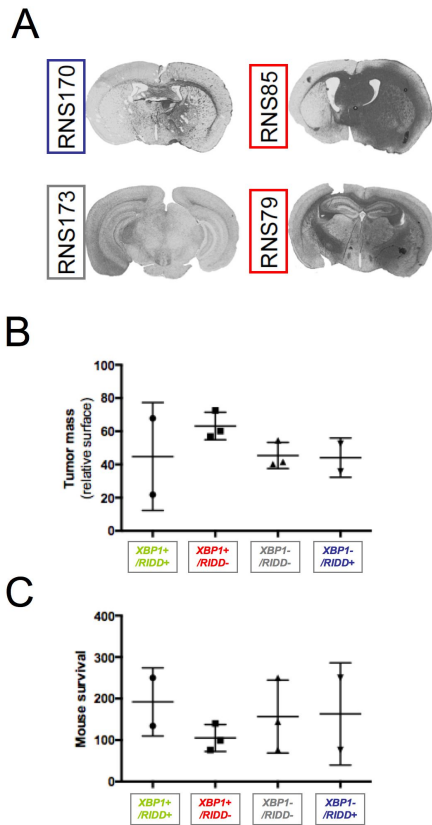 A
RNS170
RNS85
RNS173
RNS79
B
Tumor mass
(relative surface)
100
80
60
40
20
0
XBP1+
/RIDD+
XBP1+
/RIDD-
XBP1-
/RIDD-
XBP1-
/RIDD+
C
Mouse survival
400
300
200
100
0
XBP1+
/RIDD+
XBP1+
/RIDD-
XBP1-
/RIDD-
XBP1-
/RIDD+